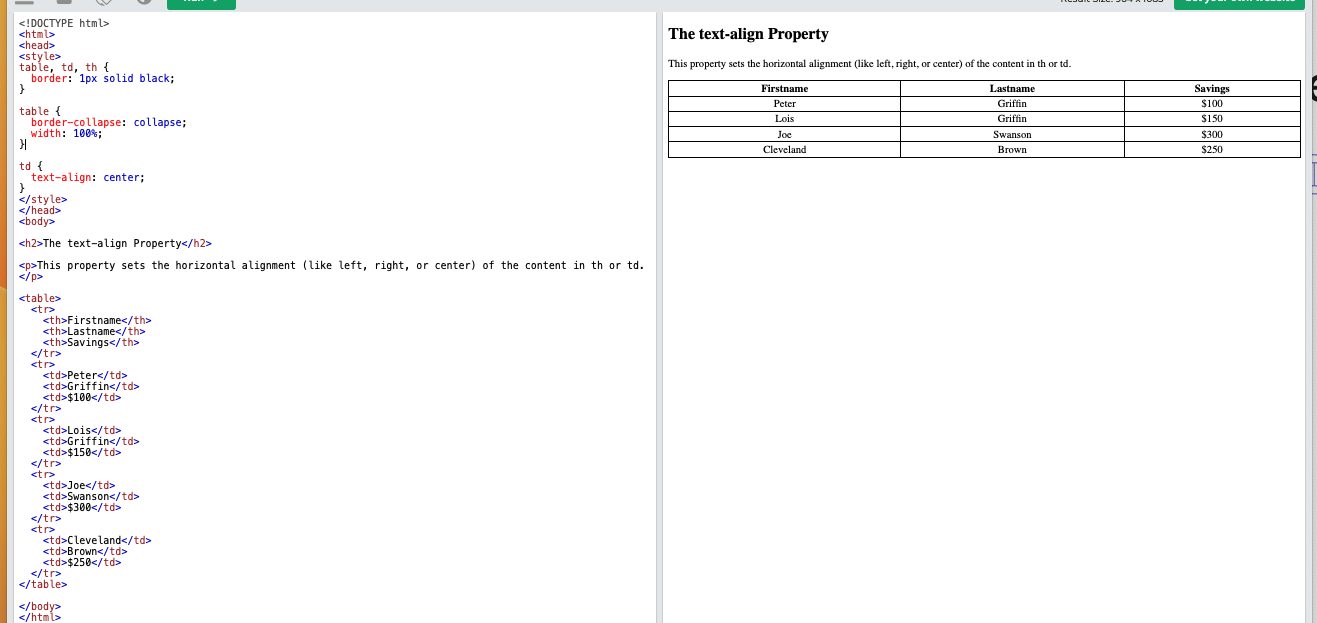 <!DOCTYPE html>
<html>
<head>
<style>
table, td, th {
  border: 1px solid black;
}

table {
  border-collapse: collapse;
  width: 100%;
}

td {
  text-align: center;
}
</style>
</head>
<body>

<h2>The text-align Property</h2>

<p>This property sets the horizontal alignment (like left, right, or center) of the content in th or td.
</p>

<table>
  <tr>
    <th>Firstname</th>
    <th>Lastname</th>
    <th>Savings</th>
  </tr>
  <tr>
    <td>Peter</td>
    <td>Griffin</td>
    <td>$100</td>
  </tr>
  <tr>
    <td>Lois</td>
    <td>Griffin</td>
    <td>$150</td>
  </tr>
  <tr>
    <td>Joe</td>
    <td>Swanson</td>
    <td>$300</td>
  </tr>
  <tr>
    <td>Cleveland</td>
    <td>Brown</td>
    <td>$250</td>
  </tr>
</table>

</body>
</html>
The text-align Property
This property sets the horizontal alignment (like left, right, or center) of the content in th or td.
Firstname Lastname Savings
Peter Griffin $100
Lois Griffin $150
Joe Swanson $300
Cleveland Brown $250